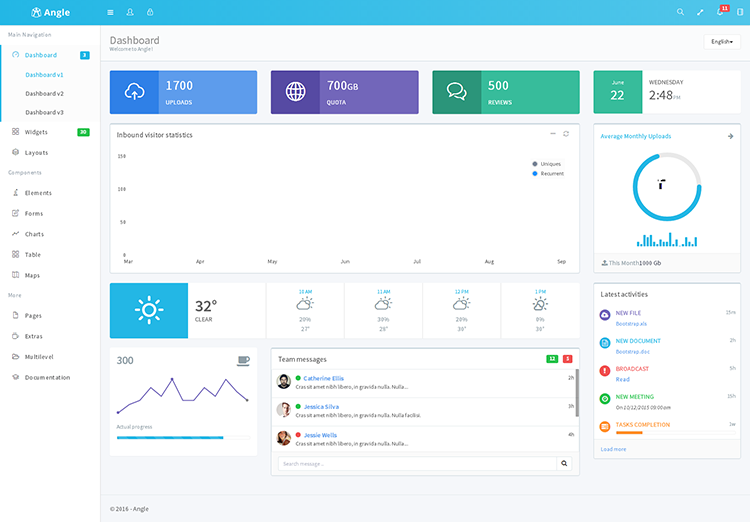 Angle
11
Main Navigation
Dashboard 3
Dashboard v1
Dashboard v2
Dashboard v3
Widgets 30
Layouts
Components
Elements
Forms
Charts
Table
Maps
More
Pages
Extras
Multilevel
Documentation
Dashboard
Welcome to Angle!
English
1700
UPLOADS
700GB
QUOTA
500
REVIEWS
June
22
WEDNESDAY
2:48PM
Inbound visitor statistics
150
100
50
0
Mar Apr May Jun Jul Aug Sep
Uniques
Recurrent
Average Monthly Uploads
This Month 1000 Gb
32°
CLEAR
10 AM
20%
27°
11 AM
30%
28°
12 PM
20%
30°
1 PM
0%
30°
300
Actual progress
Team messages 12 5
Catherine Ellis 2h
Cras sit amet nibh libero, in gravida nulla. Nulla...
Jessica Silva 3h
Cras sit amet nibh libero, in gravida nulla. Nulla facilisi.
Jessie Wells 4h
Cras sit amet nibh libero, in gravida nulla. Nulla...
Search message...
Latest activities
NEW FILE 15m
Bootstrap.xls
NEW DOCUMENT 2h
Bootstrap.doc
BROADCAST 5h
Read
NEW MEETING 15h
On 10/12/2015 09:00 am
TASKS COMPLETION 1w
Load more
© 2016 - Angle